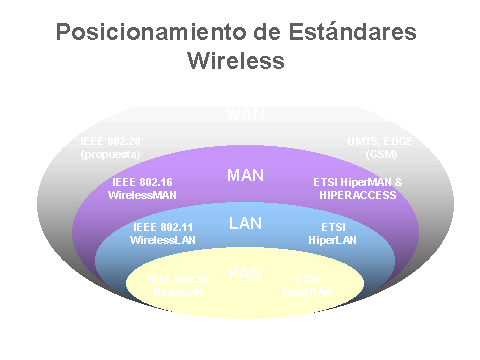 Posicionamiento de Estándares
Wireless
WAN
IEEE 802.20
(propuesta)
UMTS, EDGE
(GSM)
MAN
IEEE 802.16
WirelessMAN
ETSI HiperMAN &
HIPERACCESS
LAN
IEEE 802.11
WirelessLAN
ETSI
HiperLAN
PAN
IEEE 802.15
Bluetooth
ETSI
HiperPAN